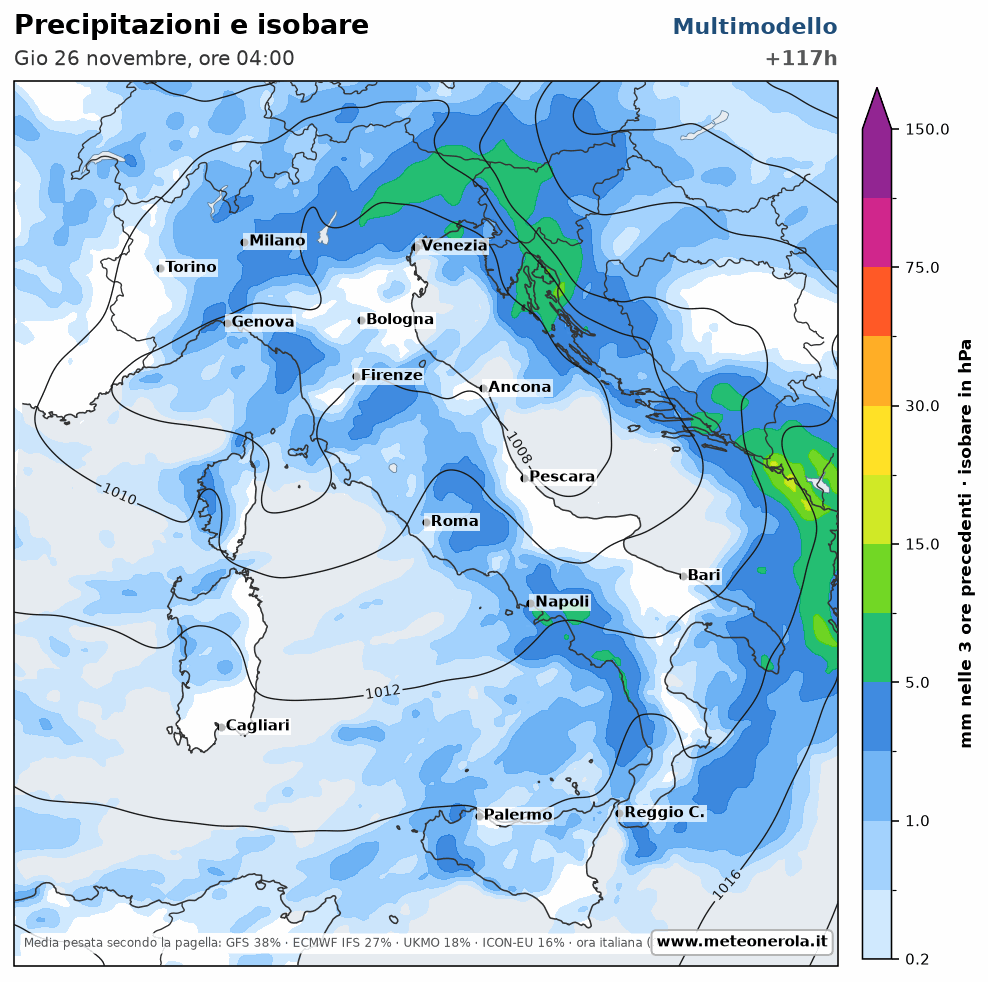 Precipitazioni e isobare
Multimodello
Gio 26 novembre, ore 04:00
+117h
150.0
75.0
30.0
15.0
5.0
1.0
0.2
mm nelle 3 ore precedenti · isobare in hPa
Milano
Venezia
Torino
Genova
Bologna
Firenze
Ancona
1008
Pescara
1010
Roma
Bari
Napoli
1012
Cagliari
Palermo
Reggio C.
1016
Media pesata secondo la pagella: GFS 38% · ECMWF IFS 27% · UKMO 18% · ICON-EU 16% · ora italiana (
www.meteonerola.it